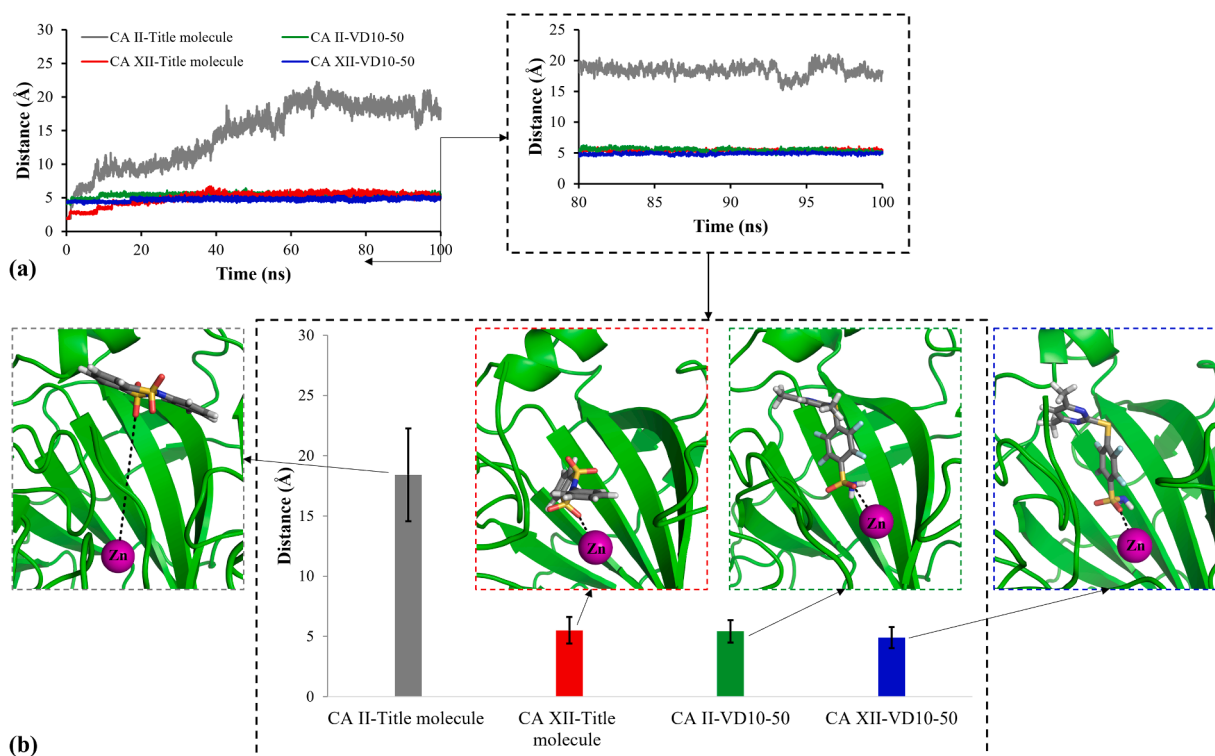 30
25
20
15
10
5
0
Distance (Å)
CA II-Title molecule
CA II-VD10-50
CA XII-Title molecule
CA XII-VD10-50
0 20 40 60 80 100
Time (ns)
(a)
25
20
15
10
5
0
Distance (Å)
80 85 90 95 100
Time (ns)
30
25
20
15
10
5
0
Distance (Å)
Zn
Zn
Zn
Zn
CA II-Title molecule
CA XII-Title
molecule
CA II-VD10-50
CA XII-VD10-50
(b)